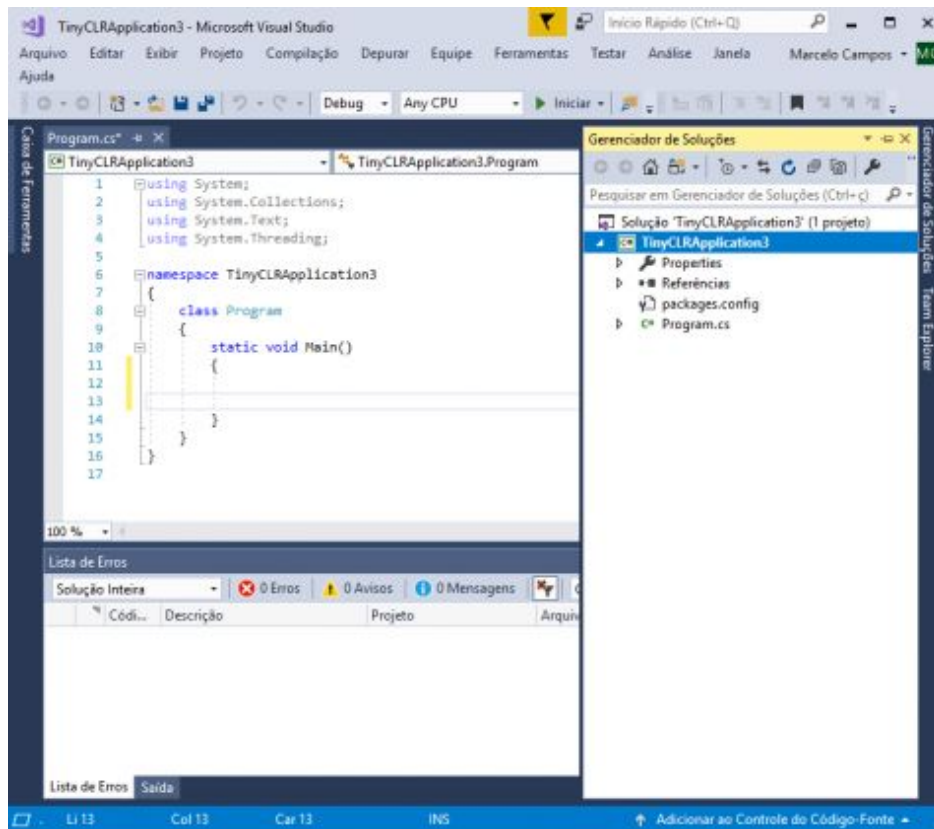 TinyCLRApplication3 - Microsoft Visual Studio
Início Rápido (Ctrl+Q)
Arquivo Editar Exibir Projeto Compilação Depurar Equipe Ferramentas Testar Análise Janela Marcelo Campos
Ajuda
Debug Any CPU Iniciar
Caixa de Ferramentas
Program.cs*
TinyCLRApplication3 TinyCLRApplication3.Program
1 using System;
2 using System.Collections;
3 using System.Text;
4 using System.Threading;
5
6 namespace TinyCLRApplication3
7 {
8 class Program
9 {
10 static void Main()
11 {
12
13
14 }
15 }
16 }
17
100 %
Lista de Erros
Solução Inteira 0 Erros 0 Avisos 0 Mensagens
Códi... Descrição Projeto Arquiv
Lista de Erros Saída
Gerenciador de Soluções
Pesquisar em Gerenciador de Soluções (Ctrl+ç)
Solução 'TinyCLRApplication3' (1 projeto)
TinyCLRApplication3
Properties
Referências
packages.config
C# Program.cs
Gerenciador de Soluções
Team Explorer
Li 13 Col 13 Car 13 INS Adicionar ao Controle do Código-Fonte